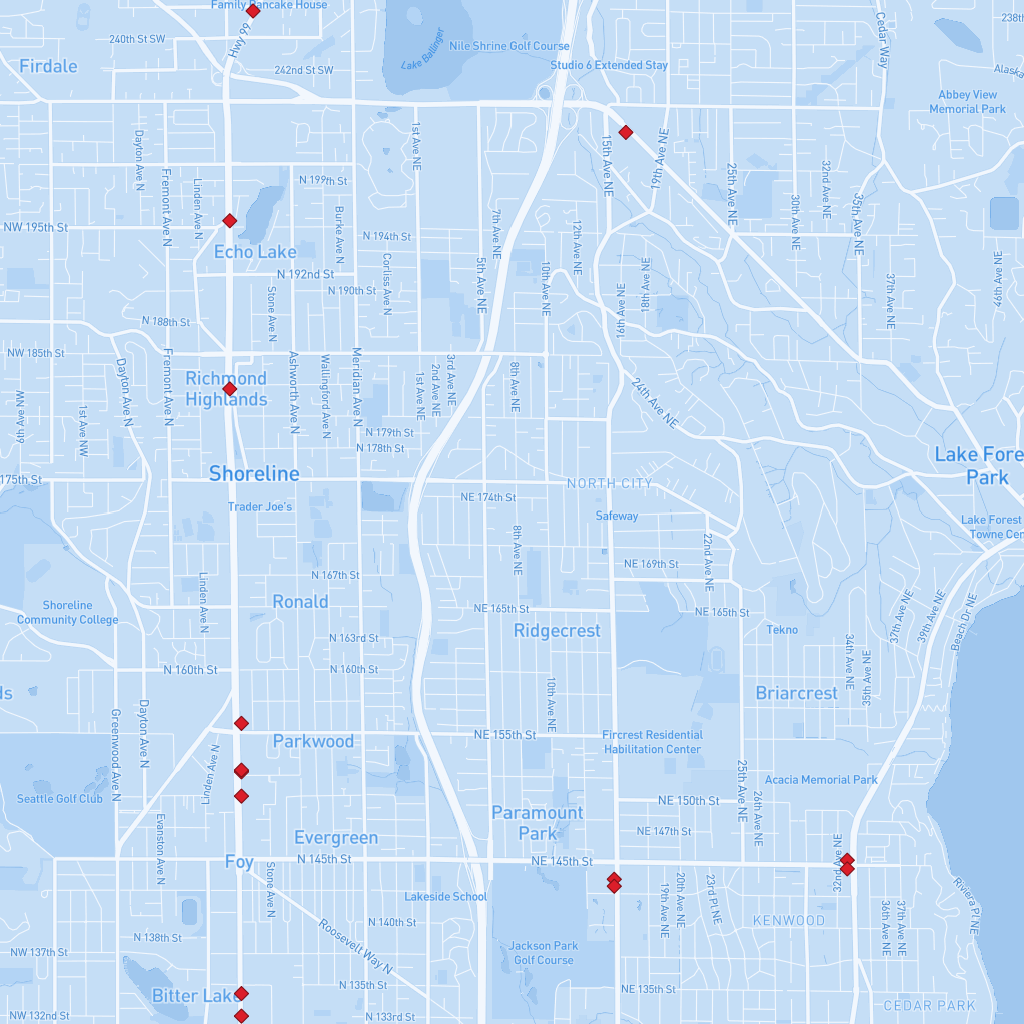 Family Pancake House
240th St SW
Hwy 99
Firdale
242nd St SW
Lake Ballinger
Nile Shrine Golf Course
Studio 6 Extended Stay
Cedar Way
238th
Alaska
Abbey View
Memorial Park
Dayton Ave N
Fremont Ave N
Linden Ave N
N 199th St
Burke Ave N
1st Ave NE
15th Ave NE
19th Ave NE
25th Ave NE
32nd Ave NE
30th Ave NE
35th Ave NE
NW 195th St
Echo Lake
N 194th St
7th Ave NE
12th Ave NE
N 192nd St
Corliss Ave N
5th Ave NE
10th Ave NE
18th Ave NE
37th Ave NE
46th Ave NE
Stone Ave N
N 190th St
16th Ave NE
N 188th St
NW 185th St
Dayton Ave N
Fremont Ave N
Richmond
Highlands
Ashworth Ave N
Wallingford Ave N
Meridian Ave N
1st Ave NE
2nd Ave NE
3rd Ave NE
8th Ave NE
24th Ave NE
6th Ave NW
1st Ave NW
N 179th St
N 178th St
Shoreline
175th St
Trader Joe's
NE 174th St
NORTH CITY
Safeway
Lake Fore
Park
Lake Forest
Towne Cen
8th Ave NE
22nd Ave NE
N 167th St
NE 169th St
Linden Ave N
Shoreline
Community College
Ronald
NE 165th St
NE 165th St
Ridgecrest
Tekno
37th Ave NE
39th Ave NE
Beach Dr NE
N 163rd St
N 160th St
N 160th St
34th Ave NE
35th Ave NE
ds
Greenwood Ave N
Dayton Ave N
10th Ave NE
Briarcrest
Parkwood
NE 155th St
Fircrest Residential
Habilitation Center
Linden Ave N
Seattle Golf Club
25th Ave NE
26th Ave NE
Acacia Memorial Park
NE 150th St
Evanston Ave N
Evergreen
Paramount
Park
NE 147th St
32nd Ave NE
Foy
N 145th St
NE 145th St
Stone Ave N
Lakeside School
19th Ave NE
20th Ave NE
23rd Pl NE
Riviera Pl NE
36th Ave NE
37th Ave NE
KENWOOD
N 140th St
N 138th St
Roosevelt Way N
Jackson Park
Golf Course
NW 137th St
N 135th St
NE 135th St
Bitter Lake
NW 132nd St
N 133rd St
CEDAR PARK